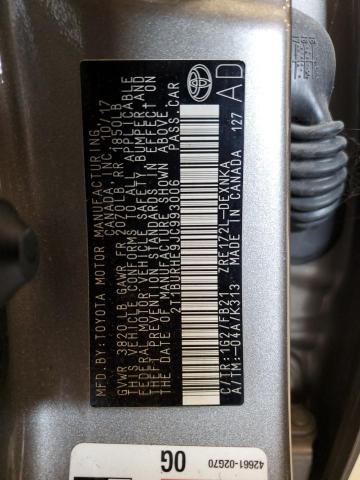 MFD.BY:TOYOTA MOTOR MANUFACTURING
CANADA INC. 10/17
GVWR 3820LB GAWR FR 2070LB RR 1850LB
THIS VEHICLE CONFORMS TO ALL APPLICABLE
FEDERAL MOTOR VEHICLE SAFETY, BUMPER AND
THEFT PREVENTION STANDARDS IN EFFECT ON
THE DATE OF MANUFACTURE SHOWN ABOVE.
2T1BURHE9JC993006 PASS.CAR
C/TR:1G2/FB21 ZRE172L-DEXNKA
A/TM:-04A/K313 MADE IN CANADA 127
AD
42661-02G70
0G